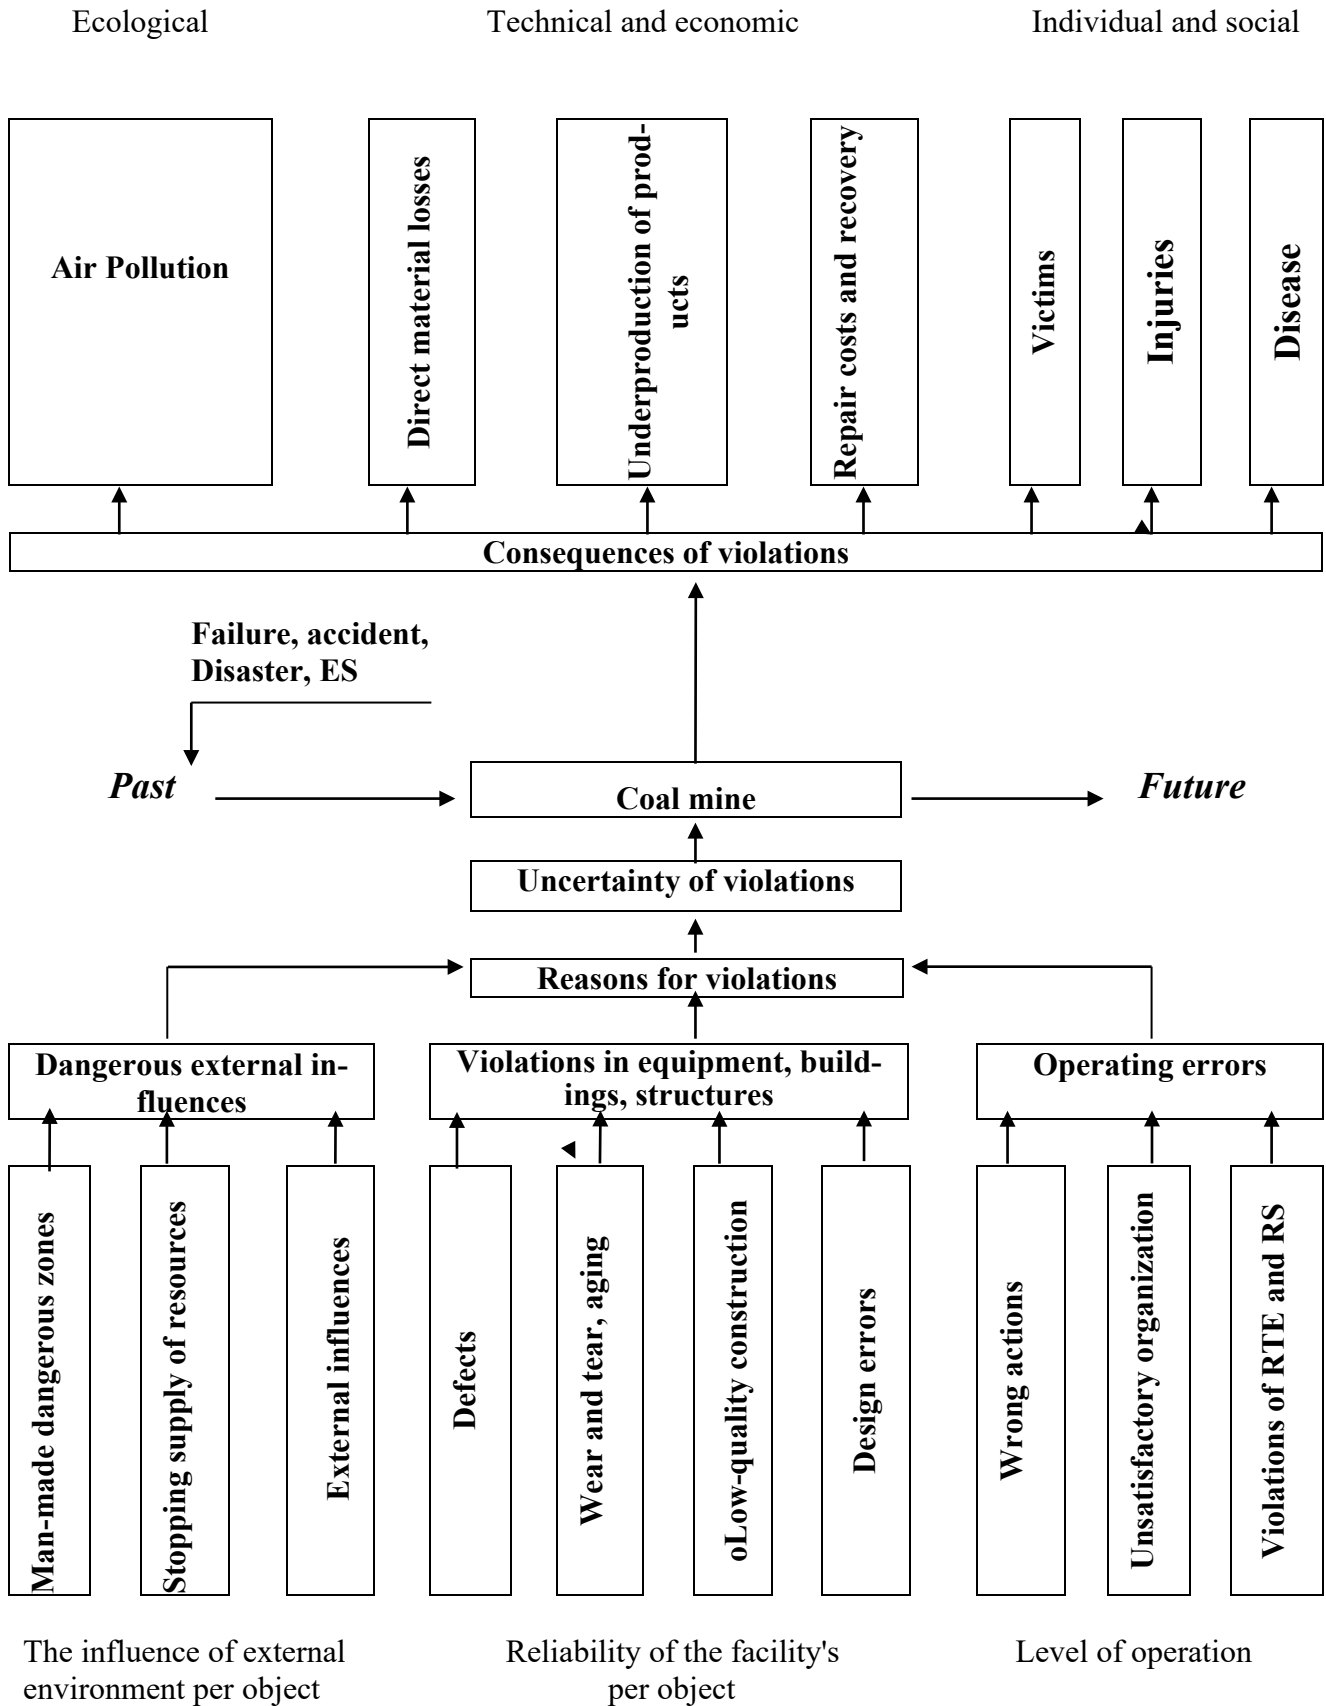 Ecological
Technical and economic
Individual and social
Air Pollution
Direct material losses
Underproduction of prod-
ucts
Repair costs and recovery
Victims
Injuries
Disease
Consequences of violations
Failure, accident,
Disaster, ES
Past
Coal mine
Future
Uncertainty of violations
Reasons for violations
Dangerous external in-
fluences
Violations in equipment, build-
ings, structures
Operating errors
Man-made dangerous zones
Stopping supply of resources
External influences
Defects
Wear and tear, aging
oLow-quality construction
Design errors
Wrong actions
Unsatisfactory organization
Violations of RTE and RS
The influence of external
environment per object
Reliability of the facility's
per object
Level of operation